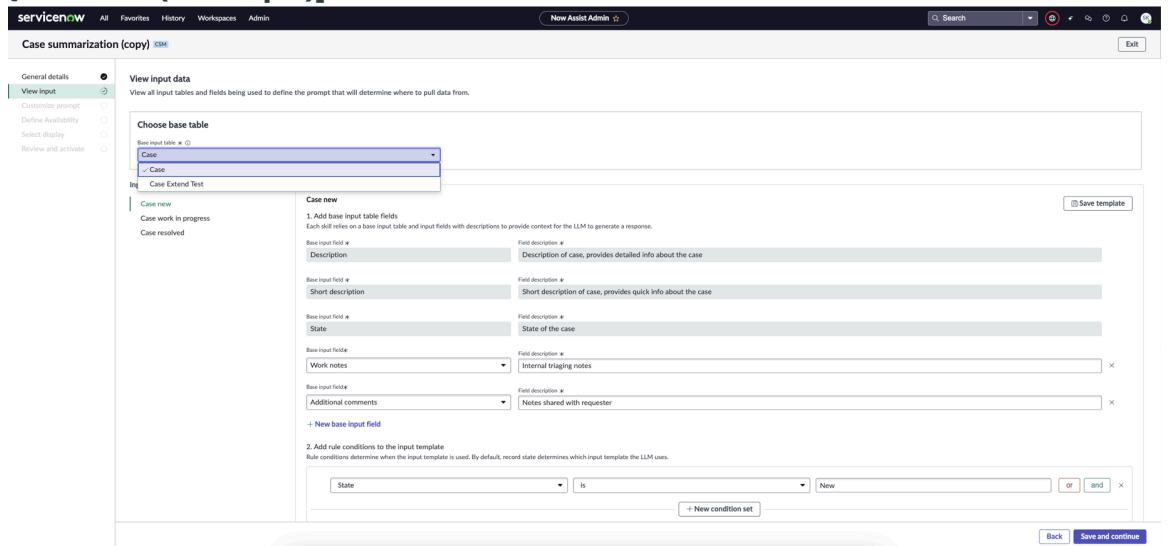 servicenow All Favorites History Workspaces Admin Now Assist Admin Search SK
Case summarization (copy) CSM Exit
General details
View input
Customize prompt
Define Availability
Select display
Review and activate
View input data
View all input tables and fields being used to define the prompt that will determine where to pull data from.
Choose base table
Base input table
Case
Case
Case Extend Test
Case new
Case work in progress
Case resolved
Case new Save template
1. Add base input table fields
Each skill relies on a base input table and input fields with descriptions to provide context for the LLM to generate a response.
Base input field Field description
Description Description of case, provides detailed info about the case
Base input field Field description
Short description Short description of case, provides quick info about the case
Base input field Field description
State State of the case
Base input field Field description
Work notes Internal triaging notes
Base input field Field description
Additional comments Notes shared with requester
+ New base input field
2. Add rule conditions to the input template
Rule conditions determine when the input template is used. By default, record state determines which input template the LLM uses.
State is New or and
+ New condition set
Back Save and continue